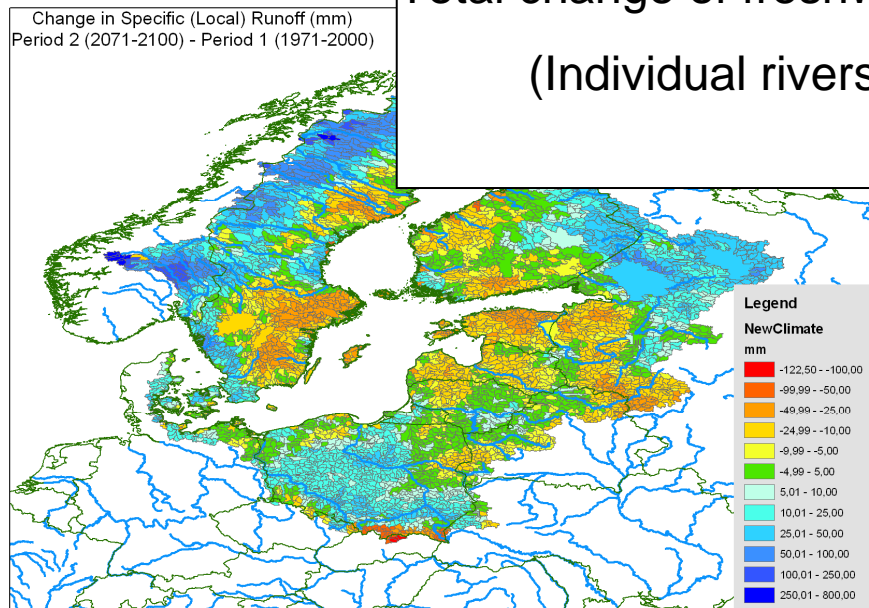 Change in Specific (Local) Runoff (mm)
Period 2 (2071-2100) - Period 1 (1971-2000)
(Individual rivers
Legend
NewClimate
mm
-122,50 - -100,00
-99,99 - -50,00
-49,99 - -25,00
-24,99 - -10,00
-9,99 - -5,00
-4,99 - 5,00
5,01 - 10,00
10,01 - 25,00
25,01 - 50,00
50,01 - 100,00
100,01 - 250,00
250,01 - 800,00